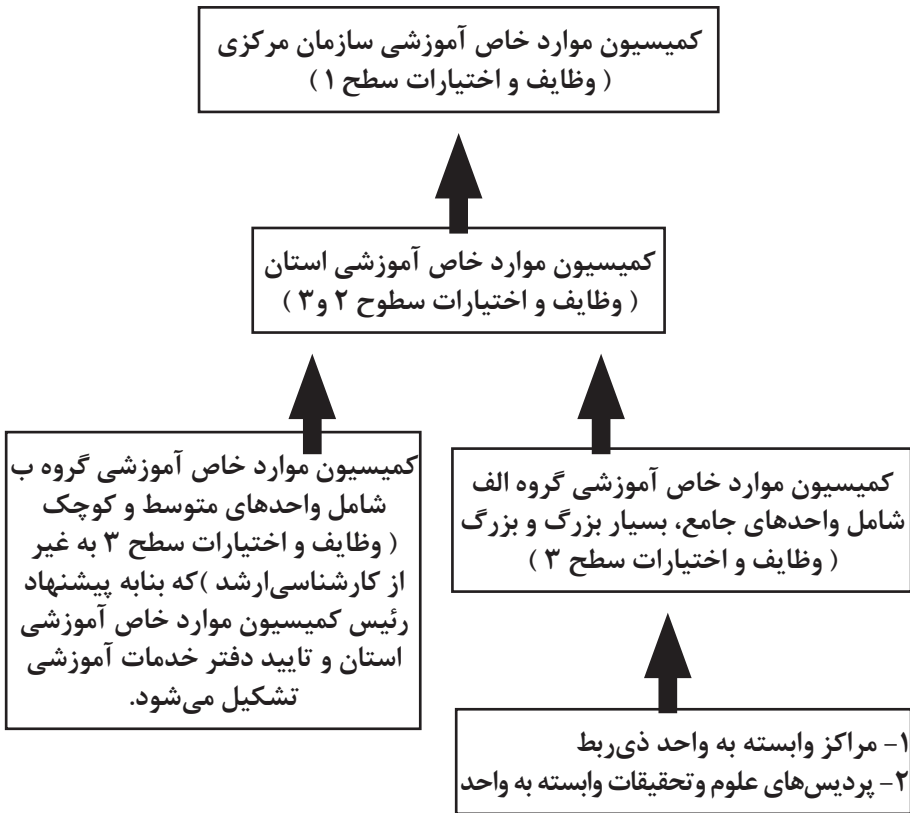 کمیسیون موارد خاص آموزشی سازمان مرکزی
( وظایف و اختیارات سطح ۱ )
کمیسیون موارد خاص آموزشی استان
( وظایف و اختیارات سطوح ۲ و۳ )
کمیسیون موارد خاص آموزشی گروه الف
شامل واحدهای جامع، بسیار بزرگ و بزرگ
( وظایف و اختیارات سطح ۳ )
کمیسیون موارد خاص آموزشی گروه ب
شامل واحدهای متوسط و کوچک
( وظایف و اختیارات سطح ۳ به غیر
از کارشناسی‌ارشد )که بنابه پیشنهاد
رئیس کمیسیون موارد خاص آموزشی
استان و تایید دفتر خدمات آموزشی
تشکیل می‌شود.
۱- مراکز وابسته به واحد ذی‌ربط
۲- پردیس‌های علوم وتحقیقات وابسته به واحد